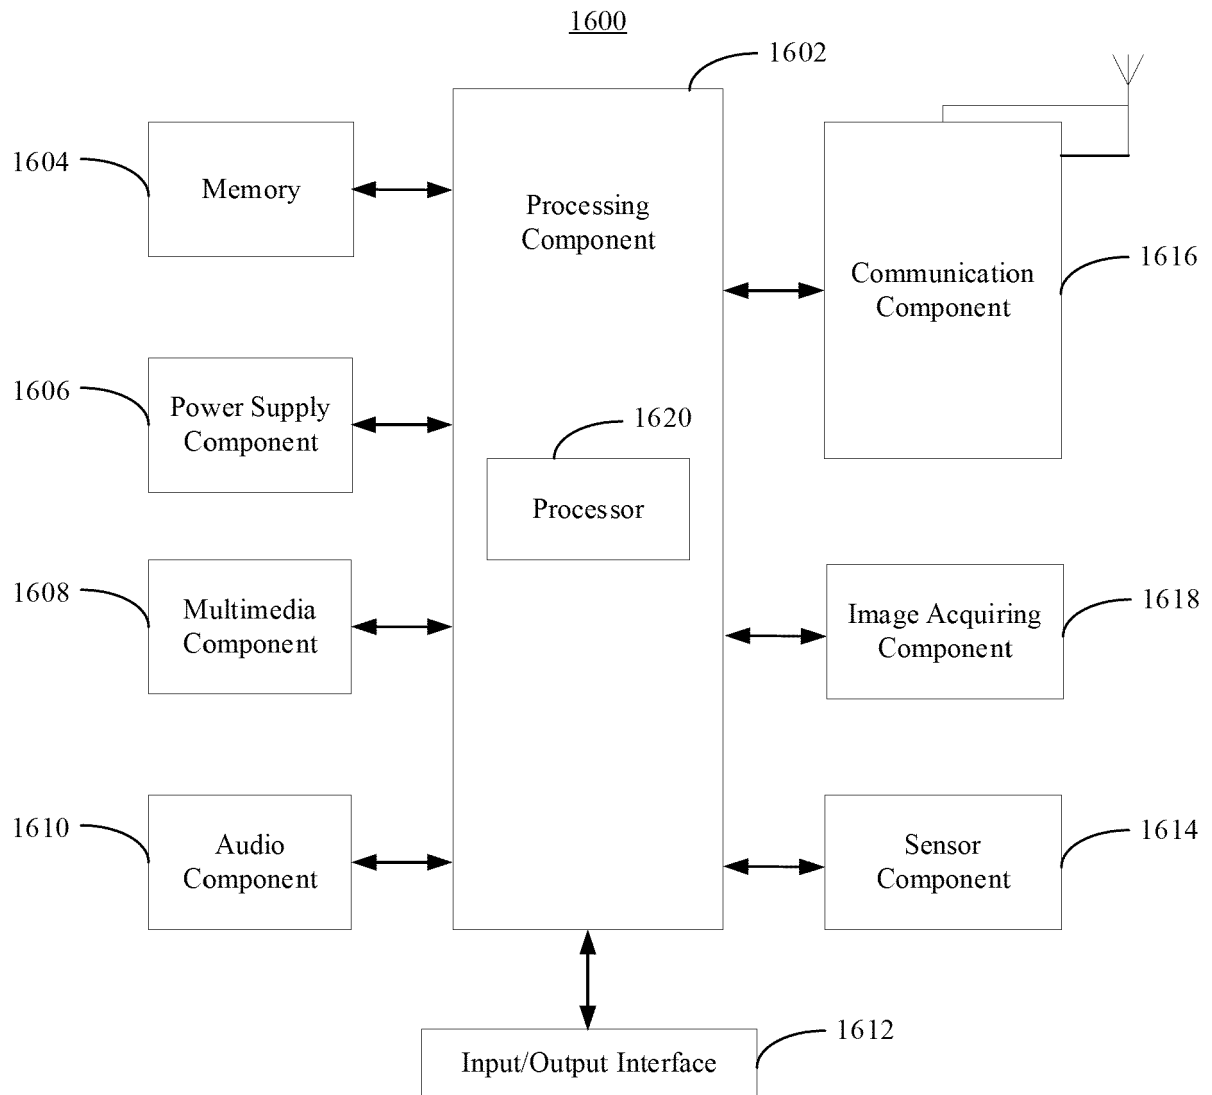 1600
1602
1604
Memory
Processing
Component
Communication
Component
1616
1606
Power Supply
Component
1620
Processor
1608
Multimedia
Component
Image Acquiring
Component
1618
1610
Audio
Component
Sensor
Component
1614
Input/Output Interface
1612